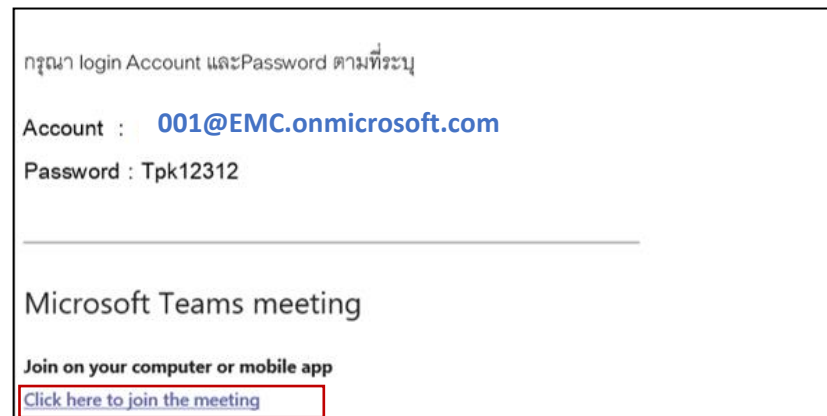 กรุณา login Account และPassword ตามที่ระบุ
Account : 001@EMC.onmicrosoft.com
Password : Tpk12312
Microsoft Teams meeting
Join on your computer or mobile app
Click here to join the meeting